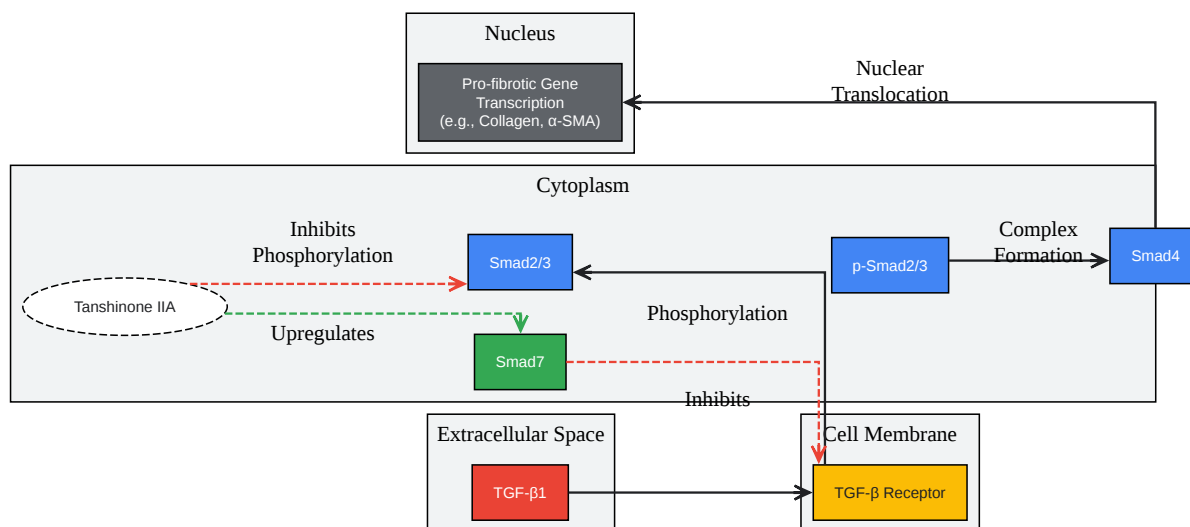 Nucleus
Pro-fibrotic Gene
Transcription
(e.g., Collagen, α-SMA)
Nuclear
Translocation
Cytoplasm
Inhibits
Phosphorylation
Smad2/3
p-Smad2/3
Complex
Formation
Smad4
Tanshinone IIA
Upregulates
Phosphorylation
Smad7
Inhibits
Extracellular Space
Cell Membrane
TGF-β1
TGF-β Receptor